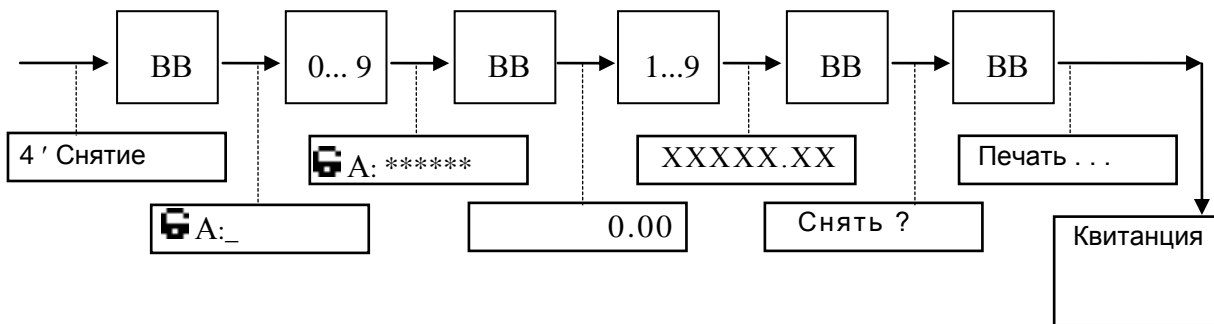 ВВ 0... 9 ВВ 1...9 ВВ ВВ
4 ′ Снятие
А: ******
XXXXX.XX
Печать . . .
А:_
0.00
Снять ?
Квитанция